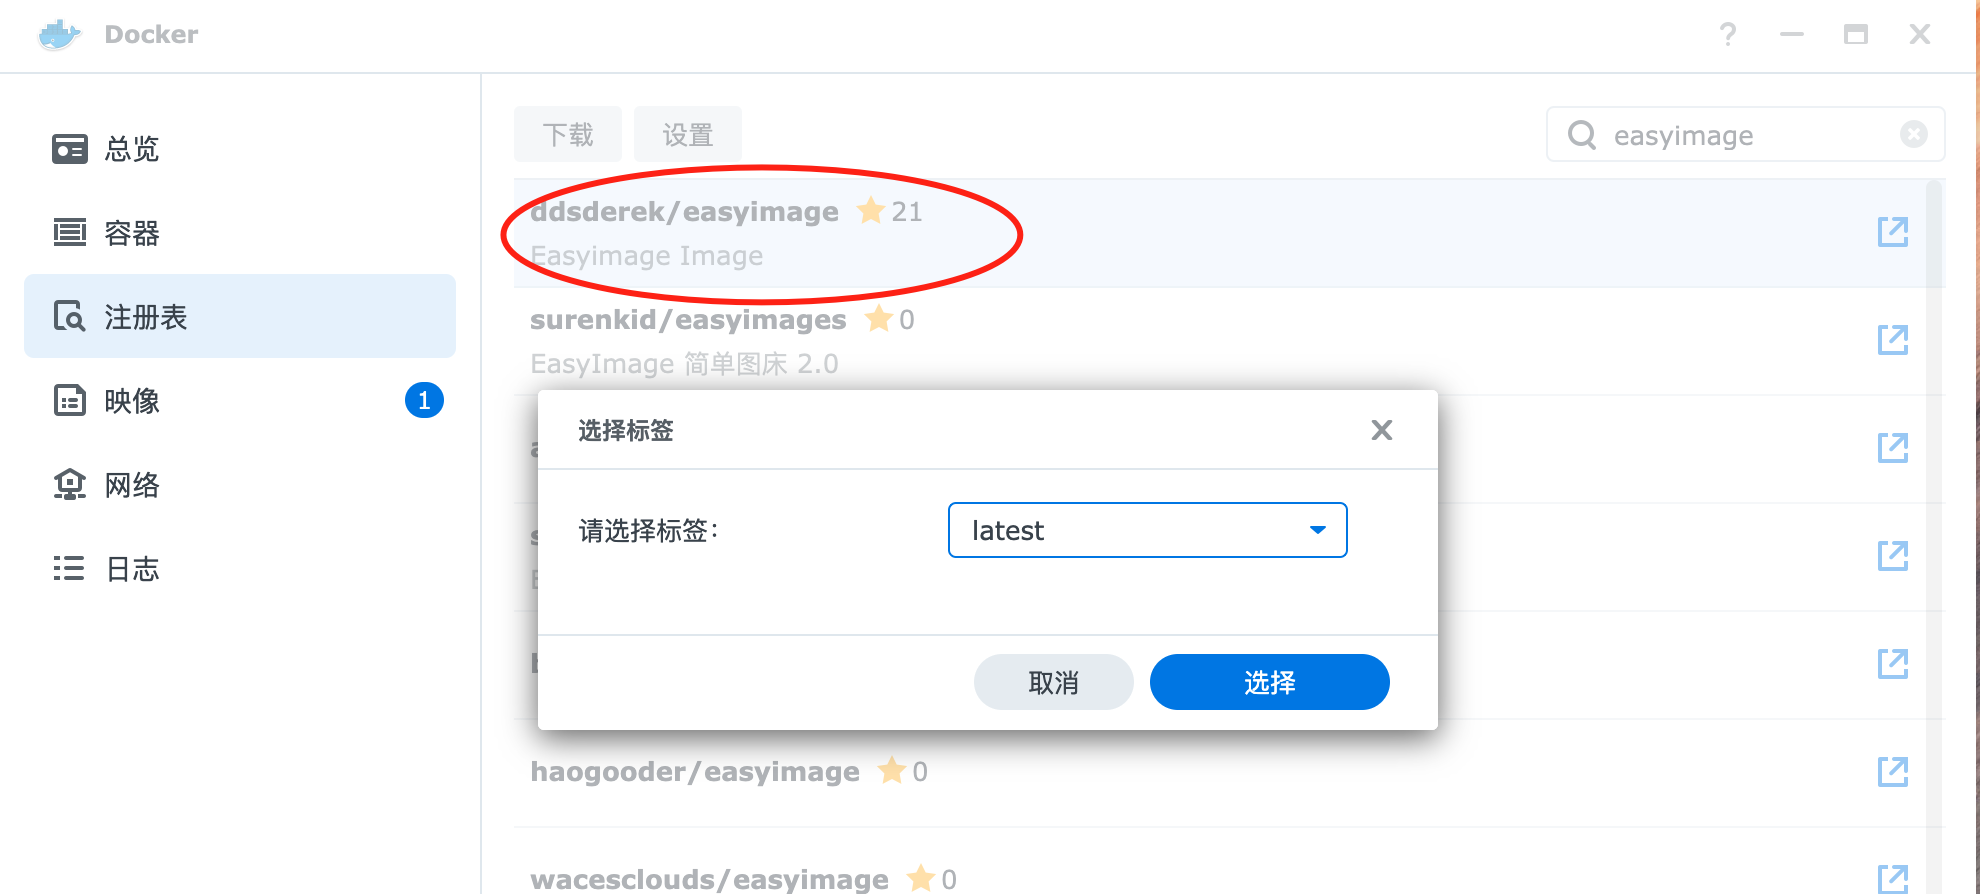 Docker
总览
容器
注册表
映像
1
网络
日志
下载
设置
easyimage
ddsderek/easyimage 21
Easyimage Image
surenkid/easyimages 0
EasyImage 简单图床 2.0
选择标签
请选择标签:
latest
取消
选择
haogooder/easyimage 0
wacesclouds/easyimage 0